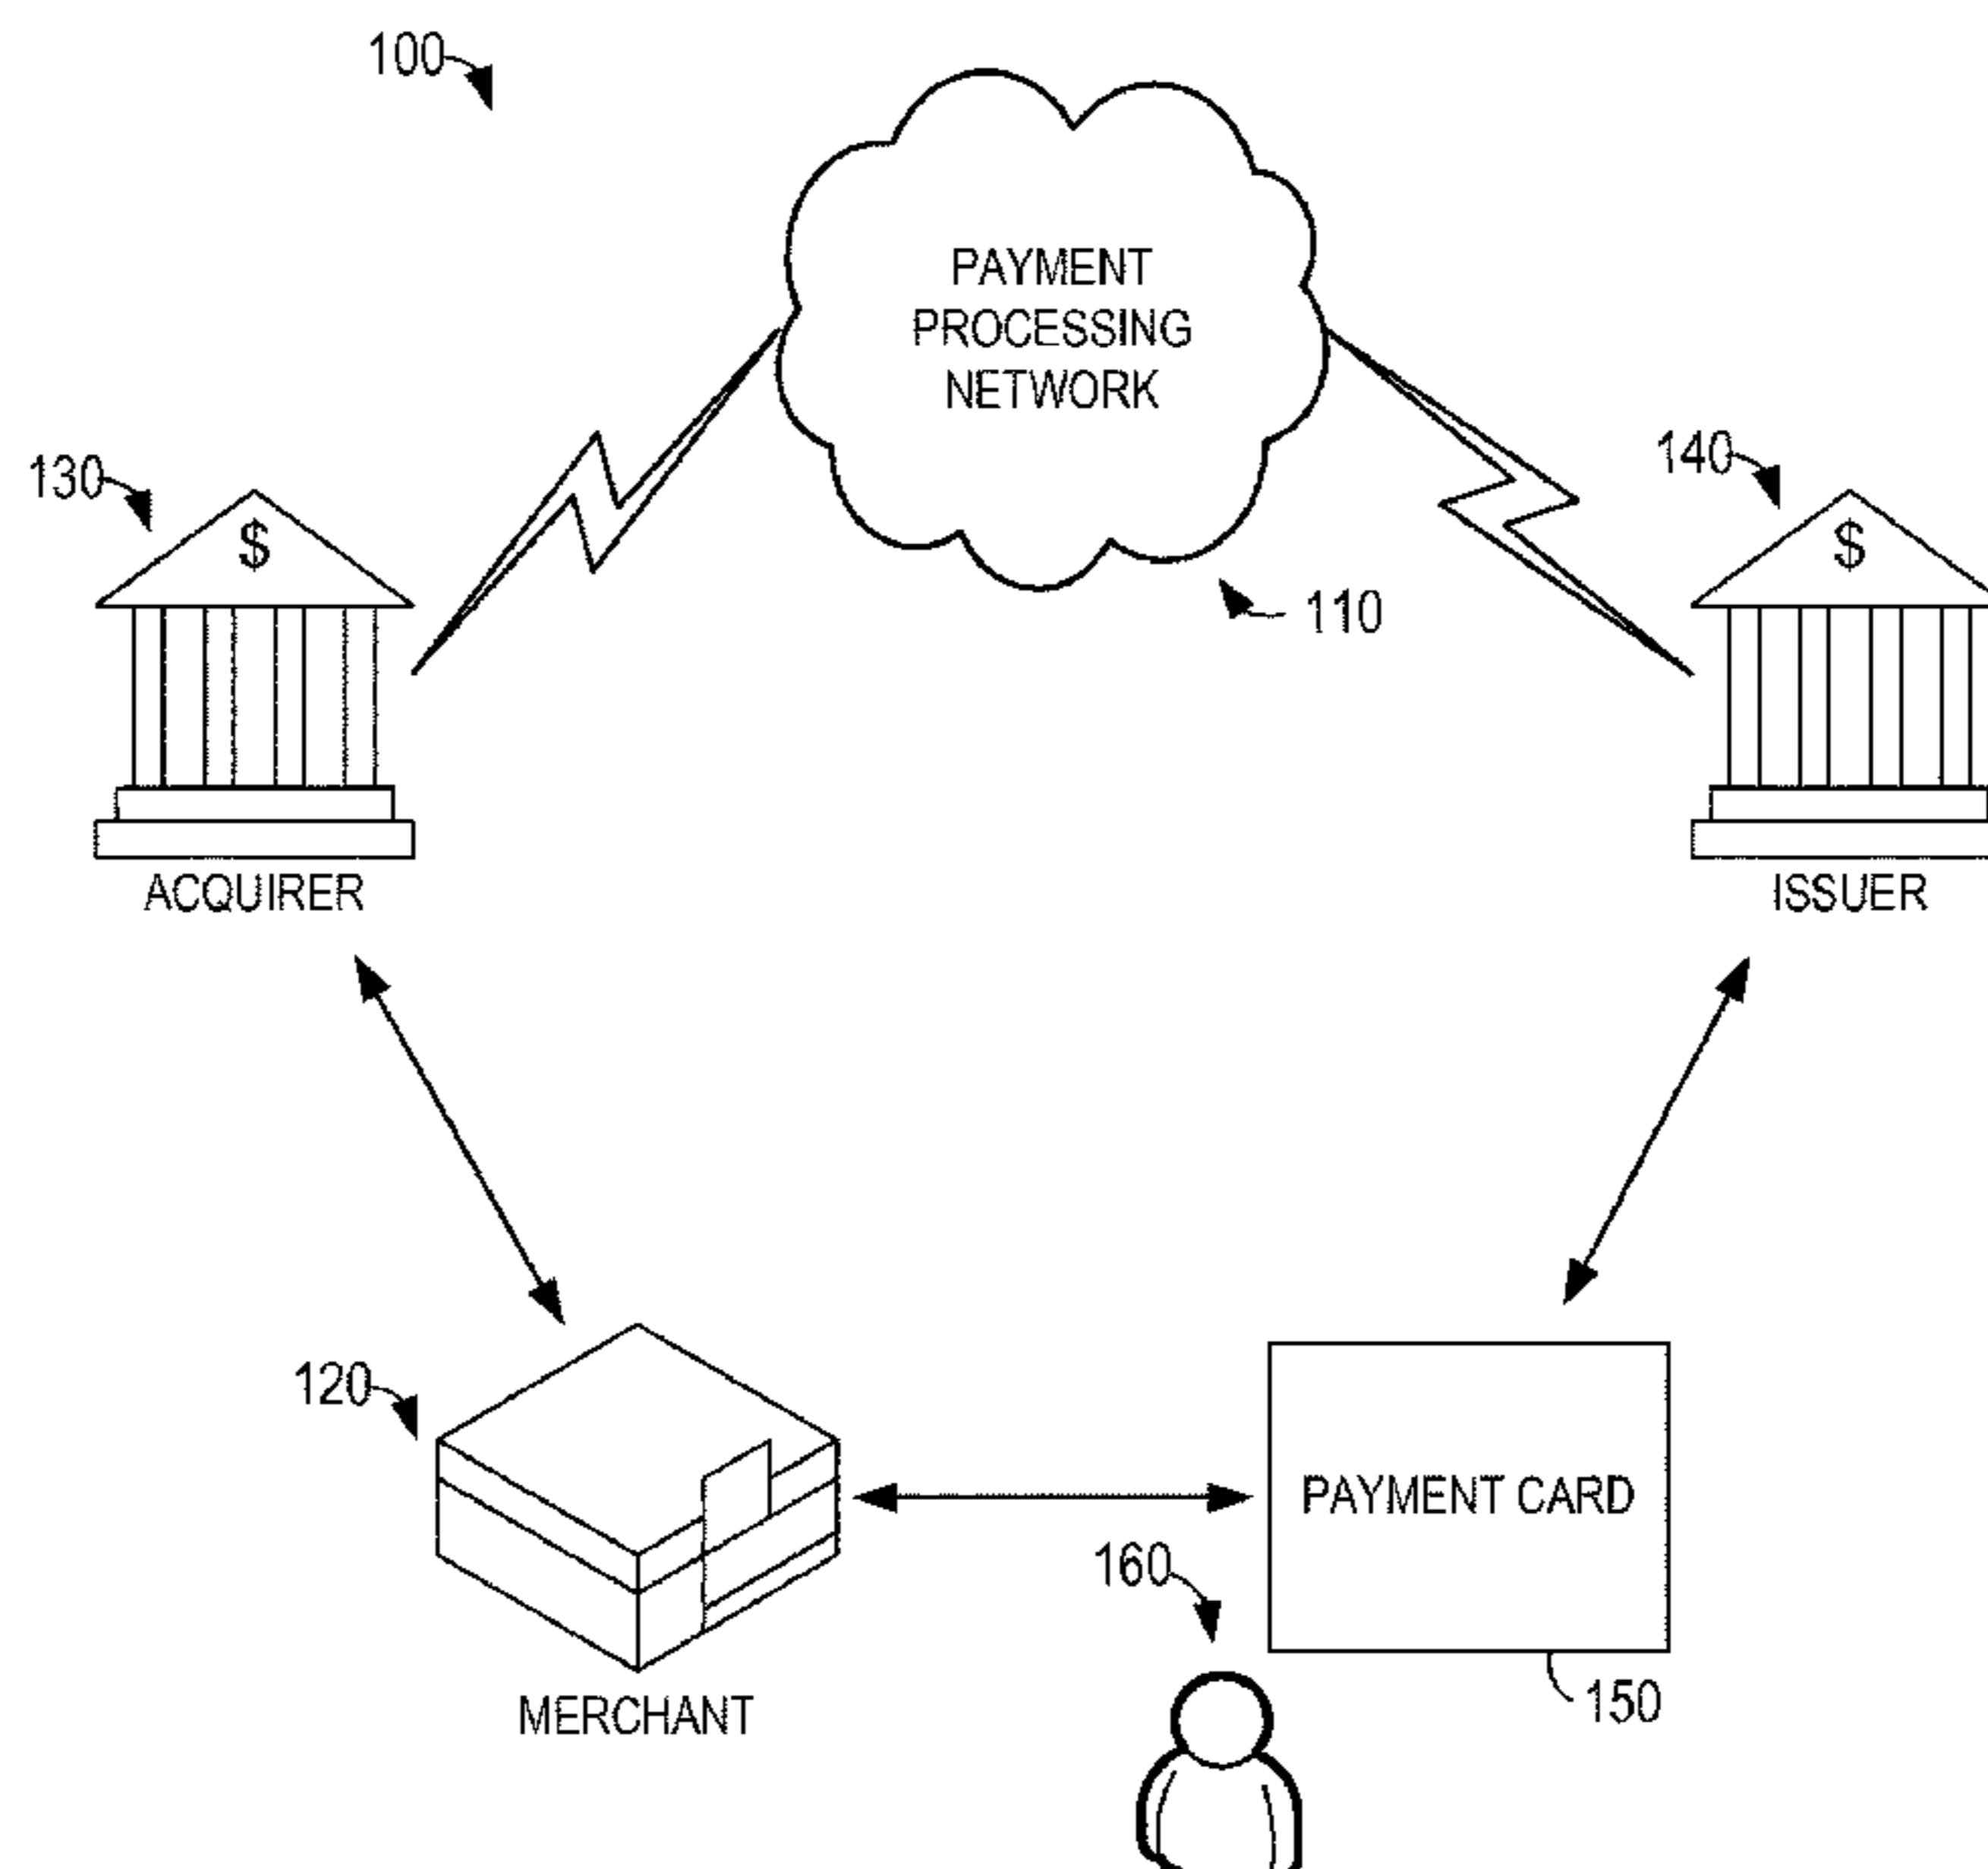 100
PAYMENT
PROCESSING
NETWORK
130
$
140
$
110
ACQUIRER
ISSUER
120
PAYMENT CARD
160
150
MERCHANT